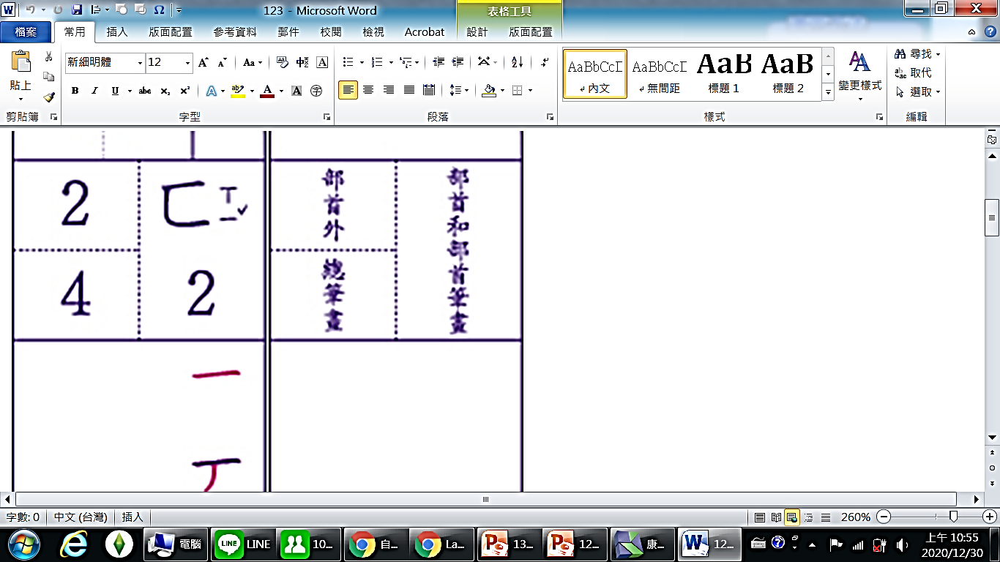 123 - Microsoft Word
表格工具
檔案 常用 插入 版面配置 參考資料 郵件 校閱 檢視 Acrobat 設計 版面配置
貼上
剪貼簿
新細明體 12
字型
段落
AaBbCcI 內文
AaBbCcI 無間距
AaB 標題 1
AaB 標題 2
變更樣式
樣式
尋找
取代
選取
編輯
2
4
匸
ㄒ
ㄧˇ
2
部首外
總筆畫
部首和部首筆畫
字數: 0 中文 (台灣) 插入
260%
電腦 LINE 10... 自... La... 13... 12... 康... 12...
上午 10:55
2020/12/30